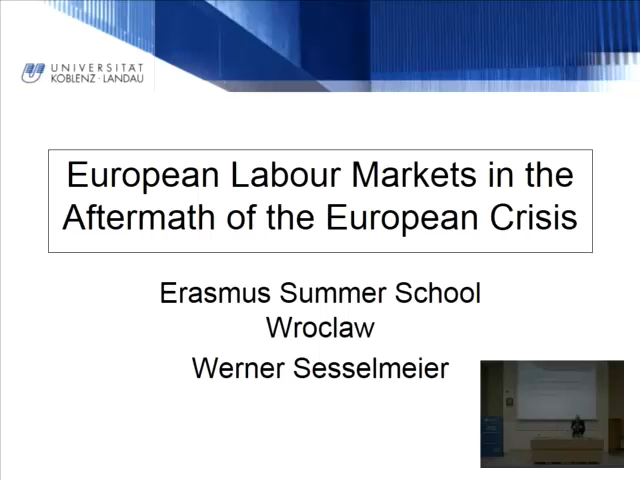 UNIVERSITÄT
KOBLENZ · LANDAU
European Labour Markets in the
Aftermath of the European Crisis
Erasmus Summer School
Wroclaw
Werner Sesselmeier